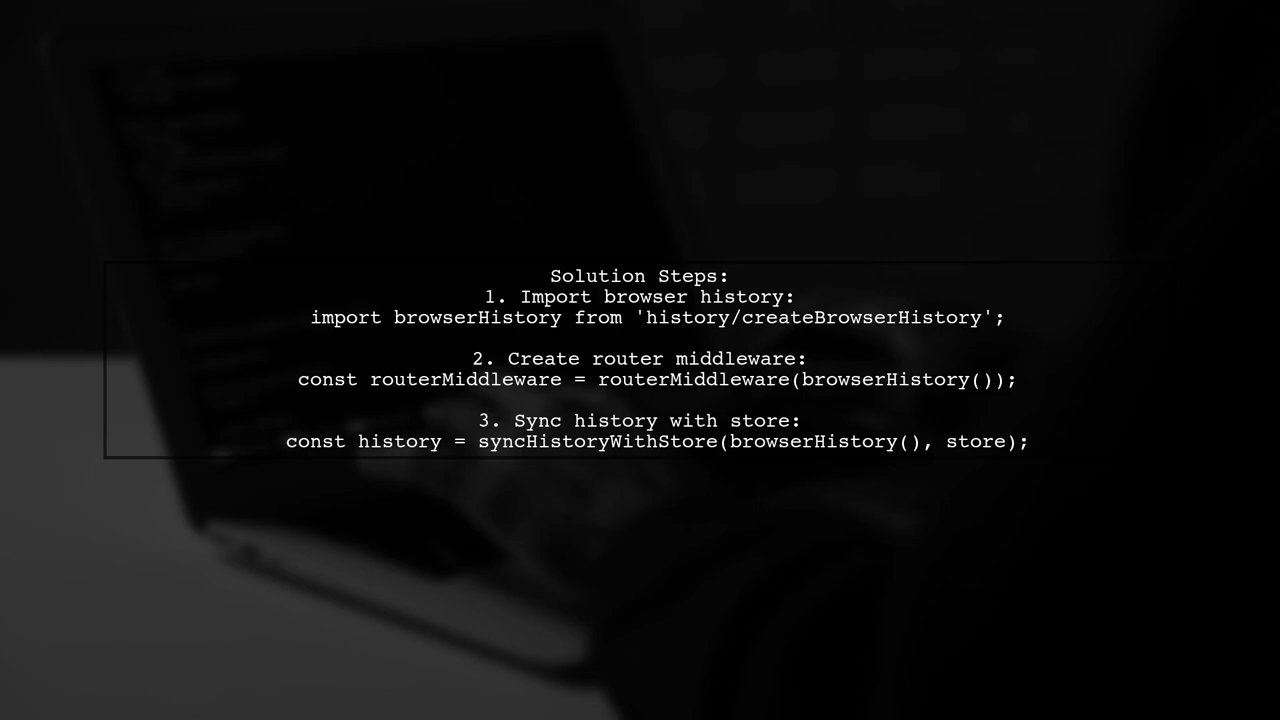 Solution Steps:
1. Import browser history:
import browserHistory from 'history/createBrowserHistory';
2. Create router middleware:
const routerMiddleware = routerMiddleware(browserHistory());
3. Sync history with store:
const history = syncHistoryWithStore(browserHistory(), store);